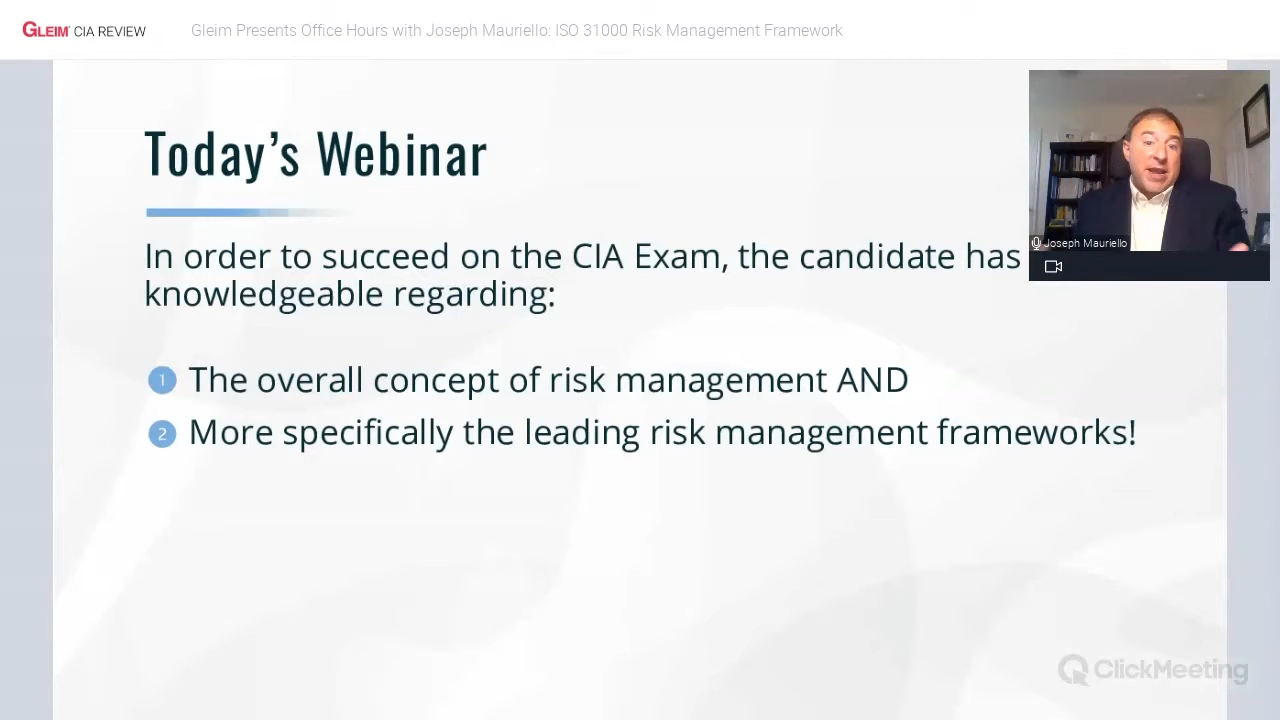 GLEIM CIA REVIEW
Gleim Presents Office Hours with Joseph Mauriello: ISO 31000 Risk Management Framework
Today's Webinar
In order to succeed on the CIA Exam, the candidate has
knowledgeable regarding:
1 The overall concept of risk management AND
2 More specifically the leading risk management frameworks!
Joseph Mauriello
ClickMeeting